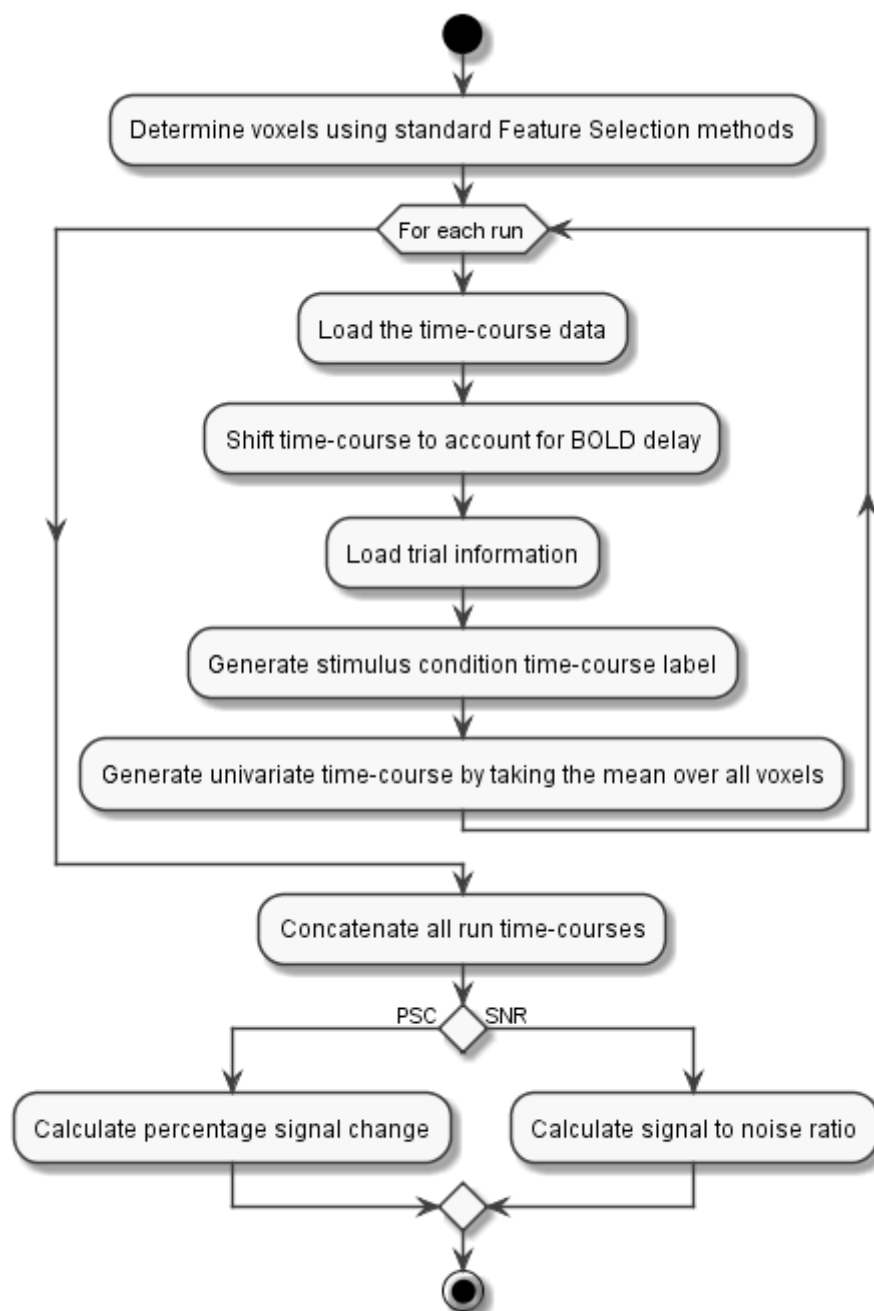 Determine voxels using standard Feature Selection methods
For each run
Load the time-course data
Shift time-course to account for BOLD delay
Load trial information
Generate stimulus condition time-course label
Generate univariate time-course by taking the mean over all voxels
Concatenate all run time-courses
PSC
SNR
Calculate percentage signal change
Calculate signal to noise ratio